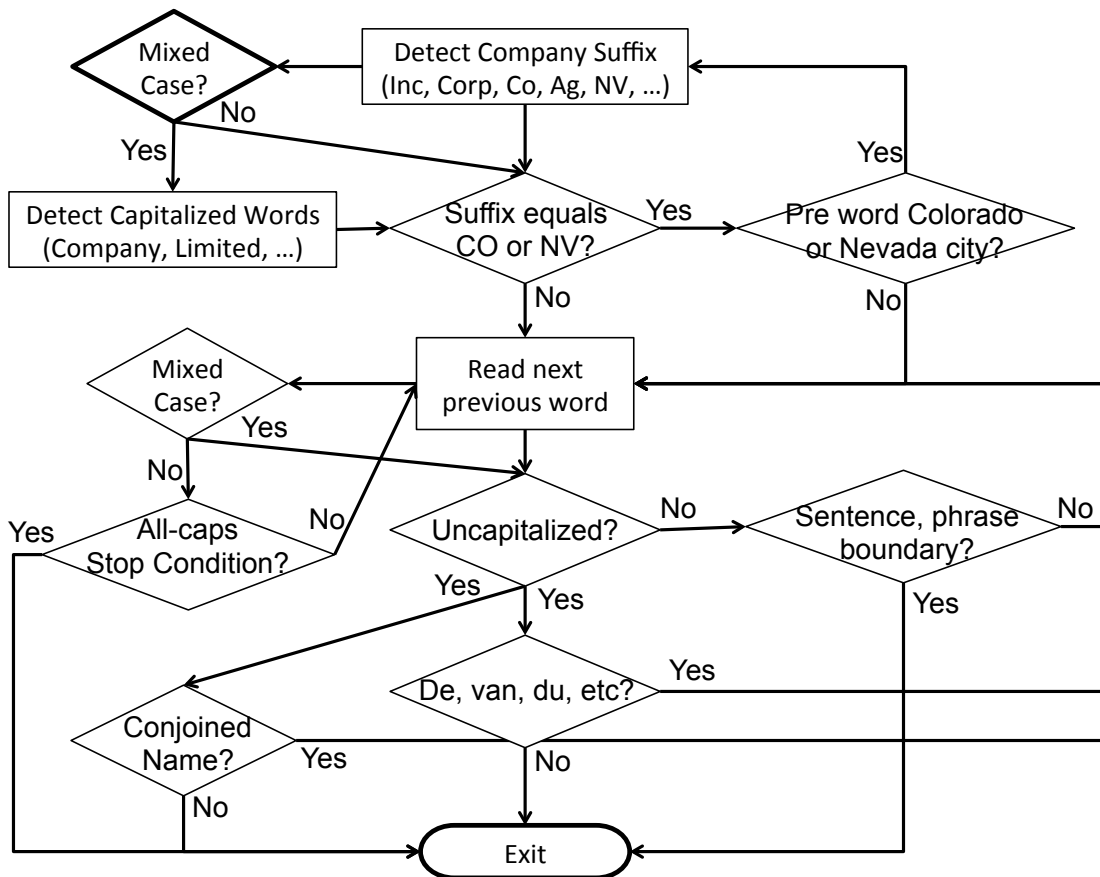 Mixed
Case?
Detect Company Suffix
(Inc, Corp, Co, Ag, NV, …)
No
Yes
Yes
Detect Capitalized Words
(Company, Limited, …)
Suffix equals
CO or NV?
Yes
Pre word Colorado
or Nevada city?
No
No
Mixed
Case?
Read next
previous word
Yes
No
Yes
All-caps
Stop Condition?
No
Uncapitalized?
No
Sentence, phrase
boundary?
No
Yes
Yes
Yes
De, van, du, etc?
Yes
Conjoined
Name?
Yes
No
No
Exit